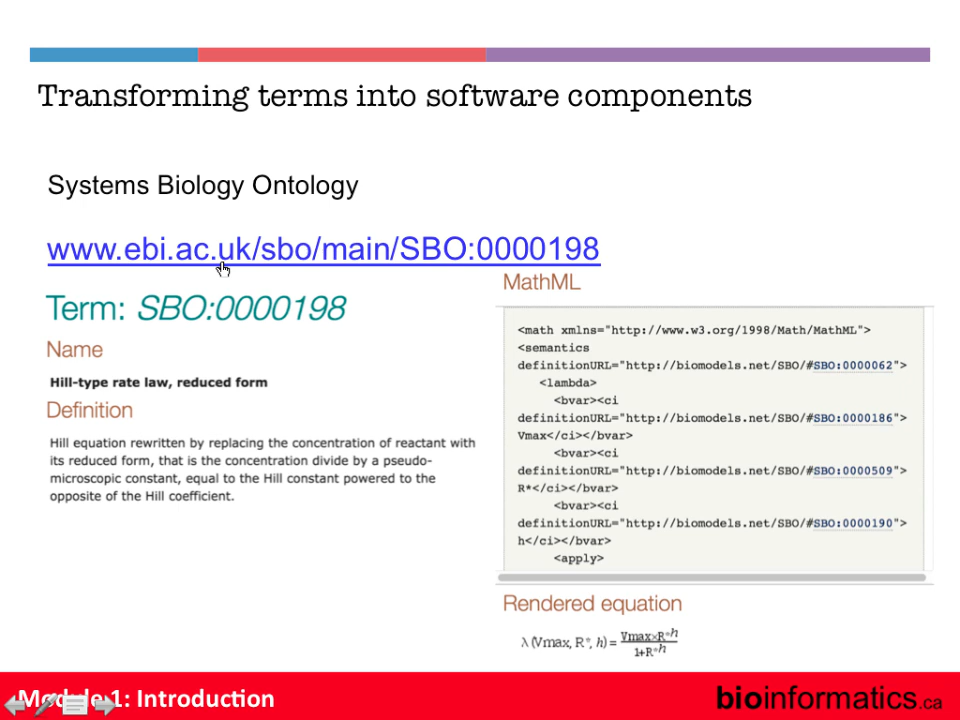 Transforming terms into software components
Systems Biology Ontology
www.ebi.ac.uk/sbo/main/SBO:0000198
Term: SBO:0000198
Name
Hill-type rate law, reduced form
Definition
Hill equation rewritten by replacing the concentration of reactant with
its reduced form, that is the concentration divide by a pseudo-
microscopic constant, equal to the Hill constant powered to the
opposite of the Hill coefficient.
MathML
<math xmlns="http://www.w3.org/1998/Math/MathML">
<semantics
definitionURL="http://biomodels.net/SBO/#SBO:0000062">
<lambda>
<bvar><ci
definitionURL="http://biomodels.net/SBO/#SBO:0000186">
Vmax</ci></bvar>
<bvar><ci
definitionURL="http://biomodels.net/SBO/#SBO:0000509">
R*</ci></bvar>
<bvar><ci
definitionURL="http://biomodels.net/SBO/#SBO:0000190">
h</ci></bvar>
<apply>
Rendered equation
λ (Vmax, R*, h) = Vmax×R*^h / 1+R*^h
Module 1: Introduction
bioinformatics.ca